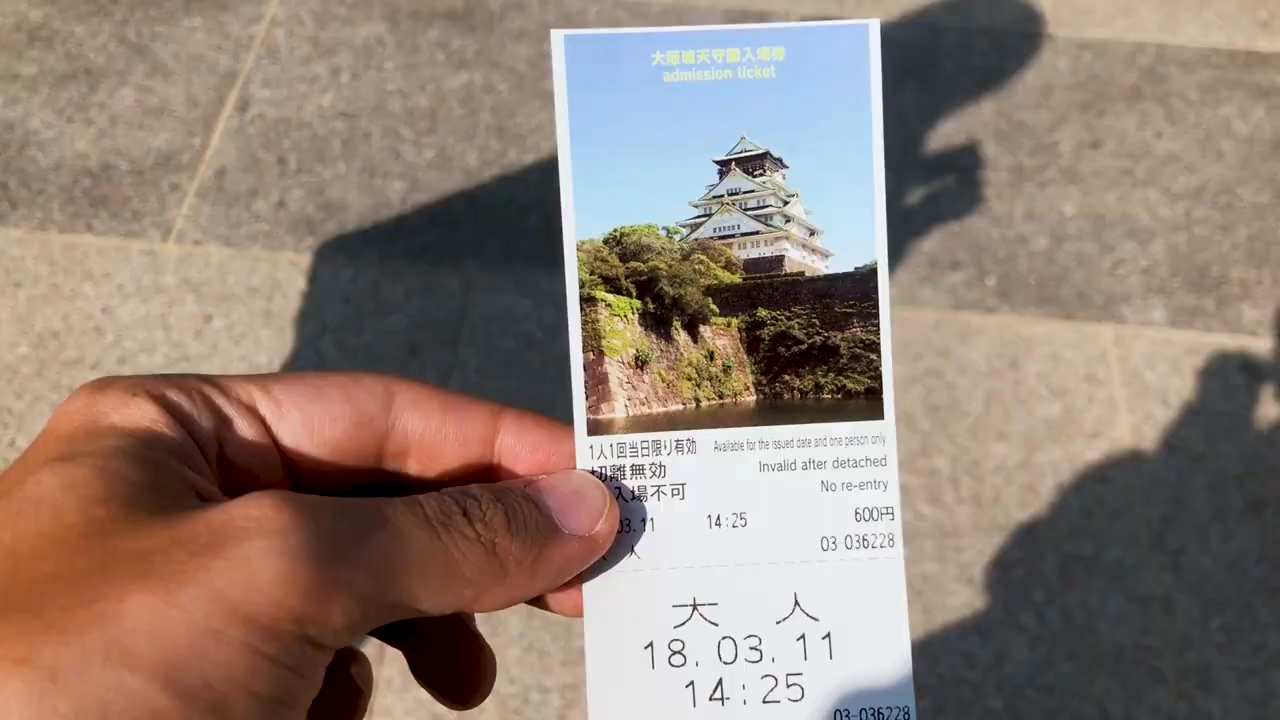 大阪城天守閣入場券
admission ticket
1人1回当日限り有効 Available for the issued date and one person only
切離無効 Invalid after detached
入場不可 No re-entry
03.11 14:25 600円
人 03-036228
大 人
18.03.11
14:25
03-036228